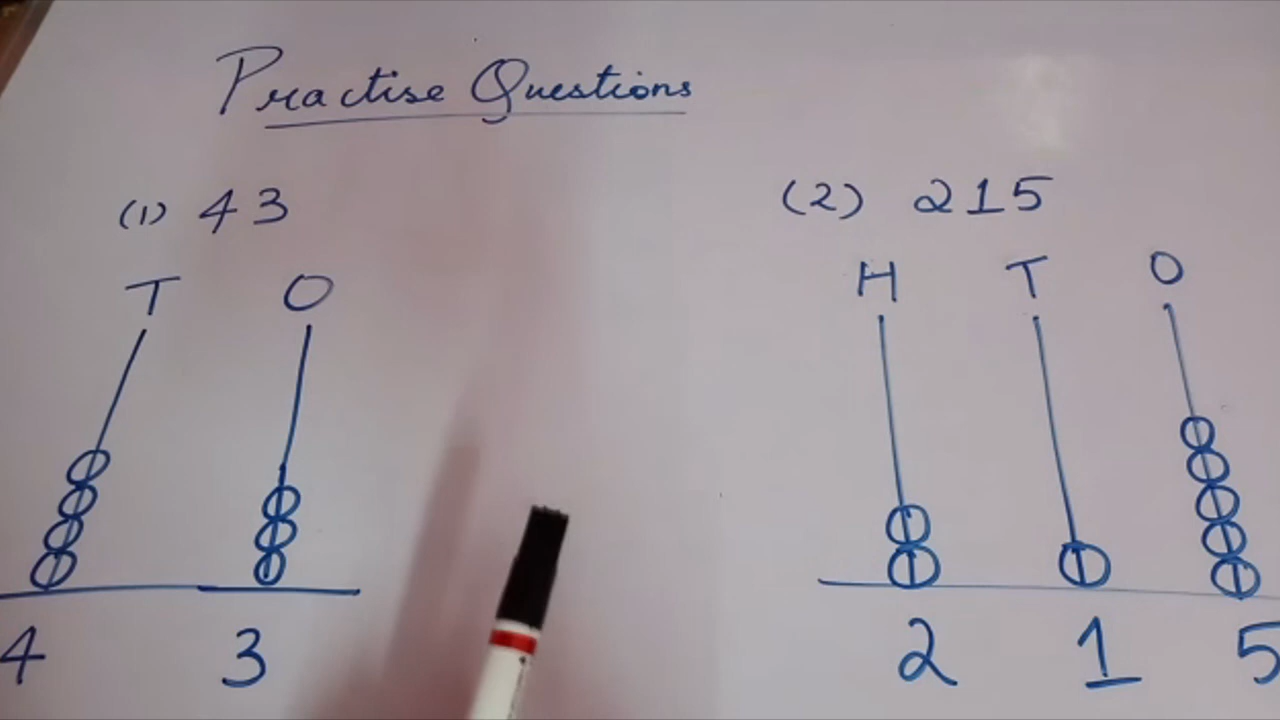 Practise Questions
(1) 43
T O
4 3
(2) 215
H T O
2 1 5